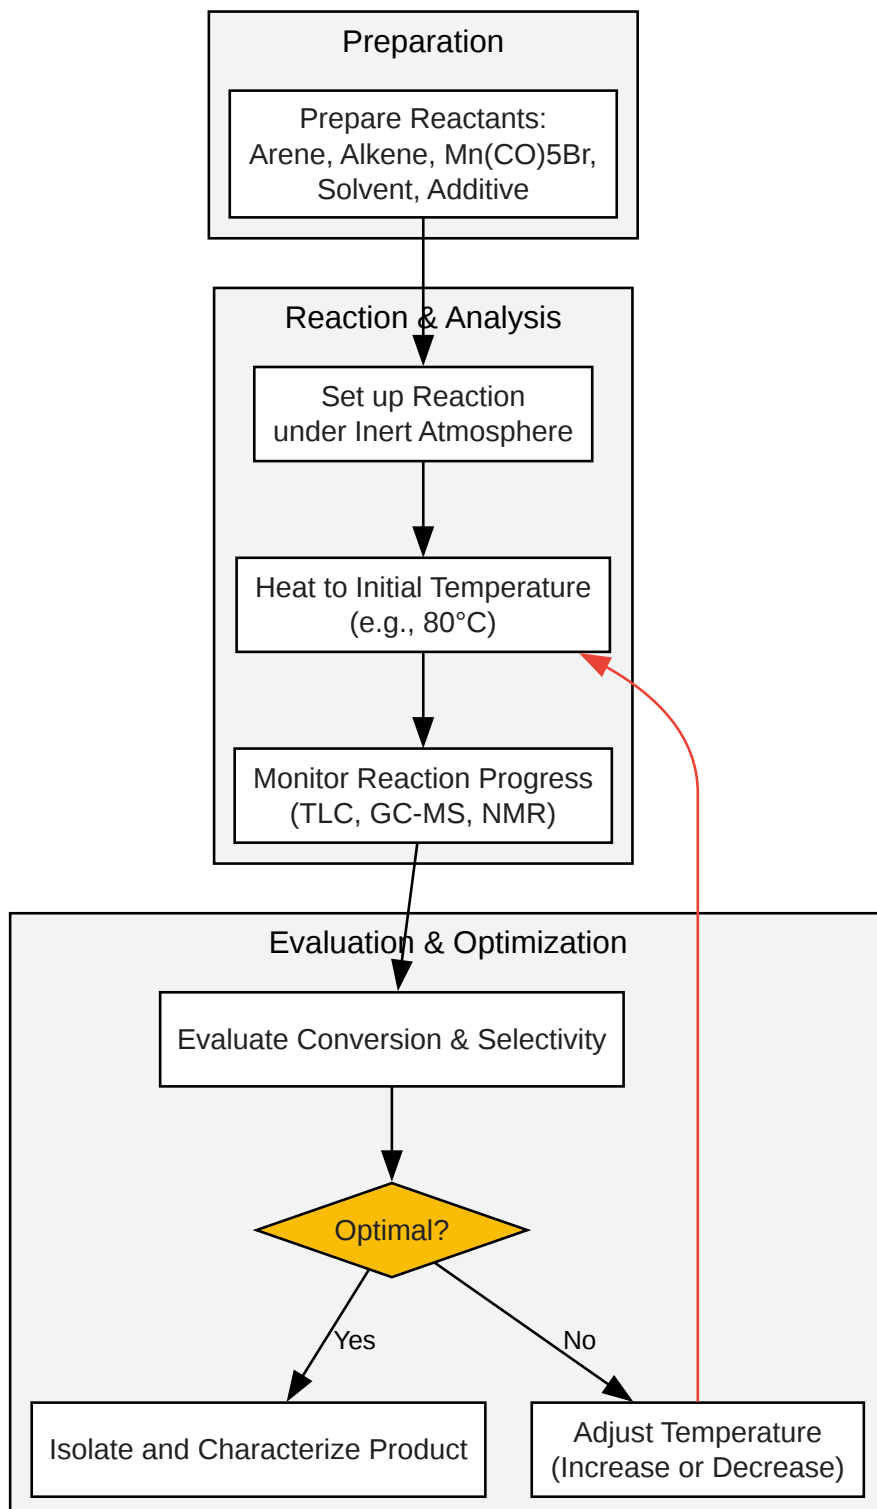 Preparation
Prepare Reactants:
Arene, Alkene, Mn(CO)5Br,
Solvent, Additive
Reaction & Analysis
Set up Reaction
under Inert Atmosphere
Heat to Initial Temperature
(e.g., 80°C)
Monitor Reaction Progress
(TLC, GC-MS, NMR)
Evaluation & Optimization
Evaluate Conversion & Selectivity
Optimal?
Yes
No
Isolate and Characterize Product
Adjust Temperature
(Increase or Decrease)